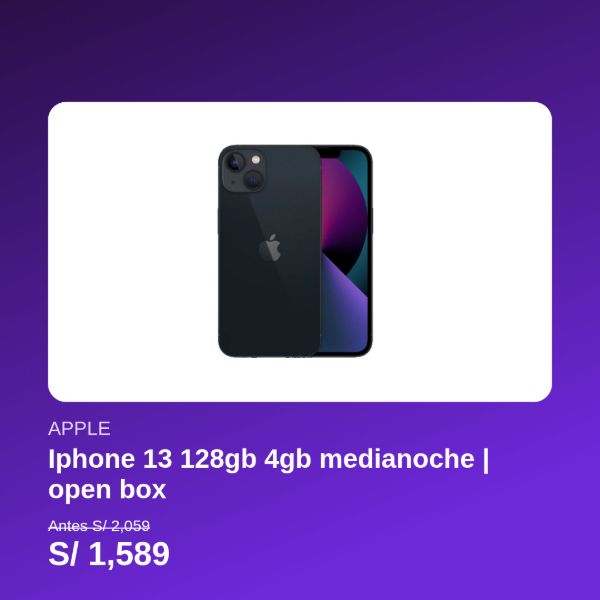 APPLE
Iphone 13 128gb 4gb medianoche |
open box
Antes S/ 2,059
S/ 1,589